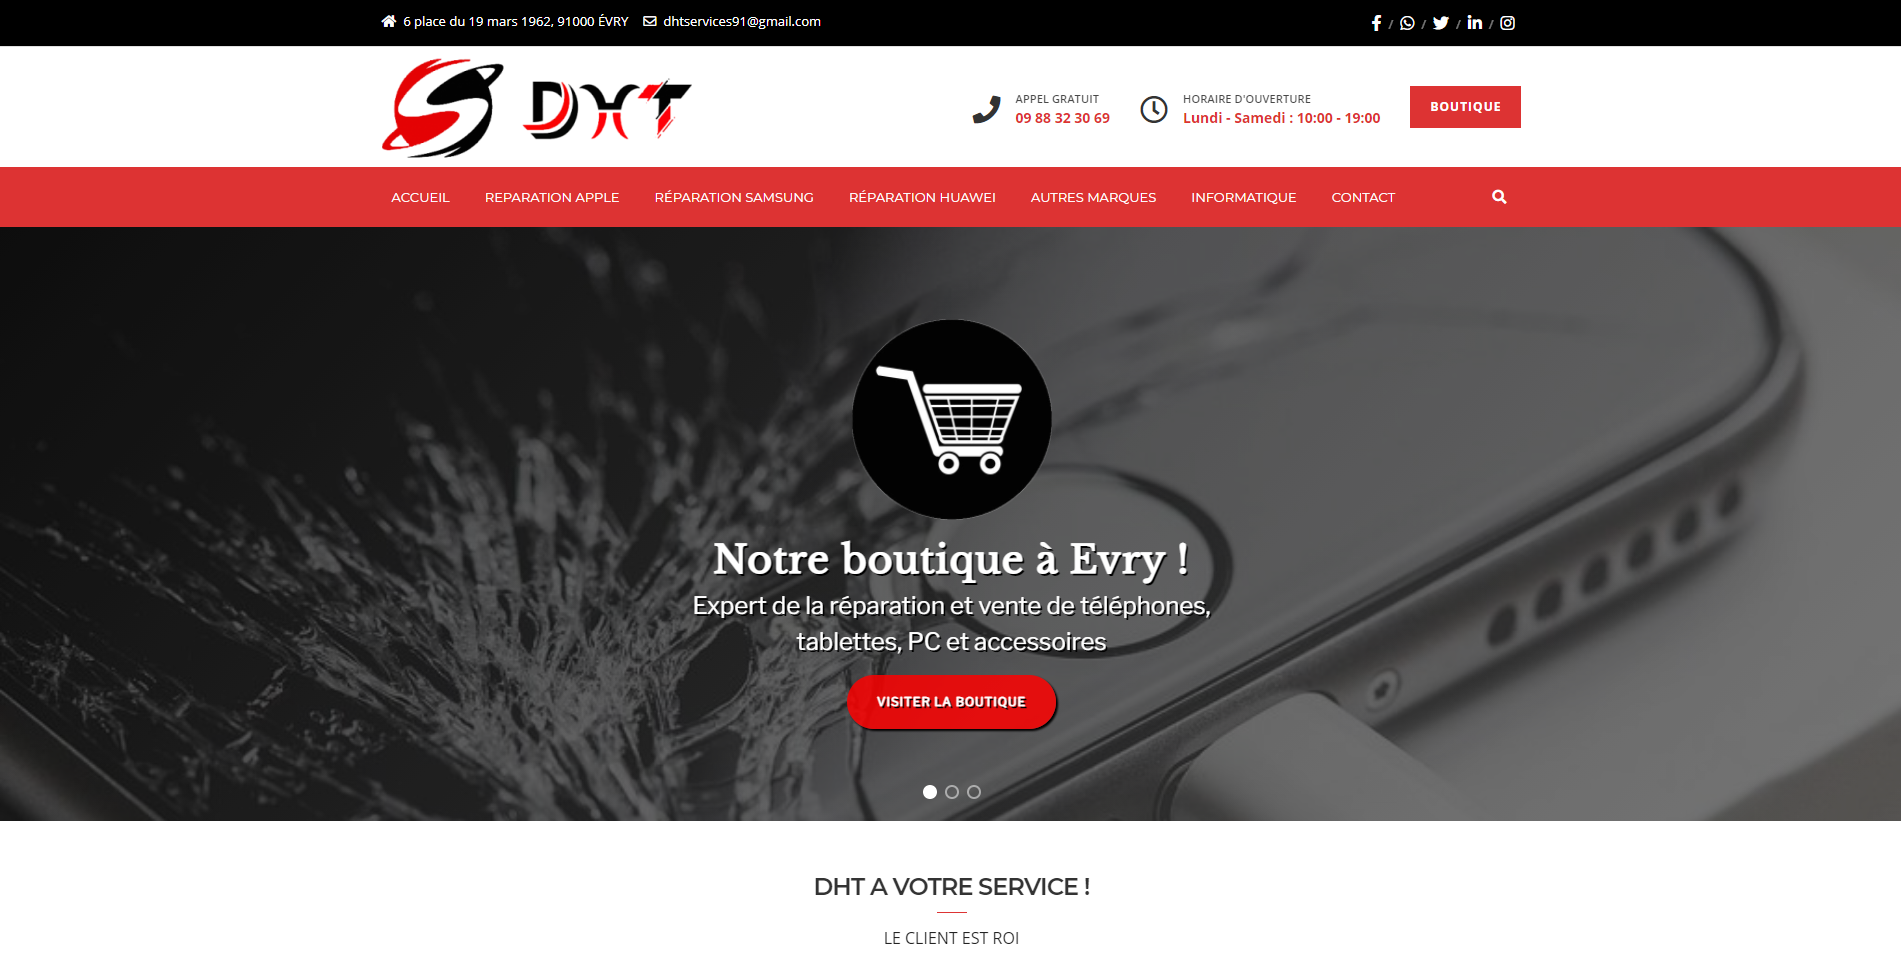 6 place du 19 mars 1962, 91000 ÉVRY dhtservices91@gmail.com
/ / / /
DHT
APPEL GRATUIT
09 88 32 30 69
HORAIRE D'OUVERTURE
Lundi - Samedi : 10:00 - 19:00
BOUTIQUE
ACCUEIL REPARATION APPLE RÉPARATION SAMSUNG RÉPARATION HUAWEI AUTRES MARQUES INFORMATIQUE CONTACT
Notre boutique à Evry !
Expert de la réparation et vente de téléphones,
tablettes, PC et accessoires
VISITER LA BOUTIQUE
DHT A VOTRE SERVICE !
LE CLIENT EST ROI